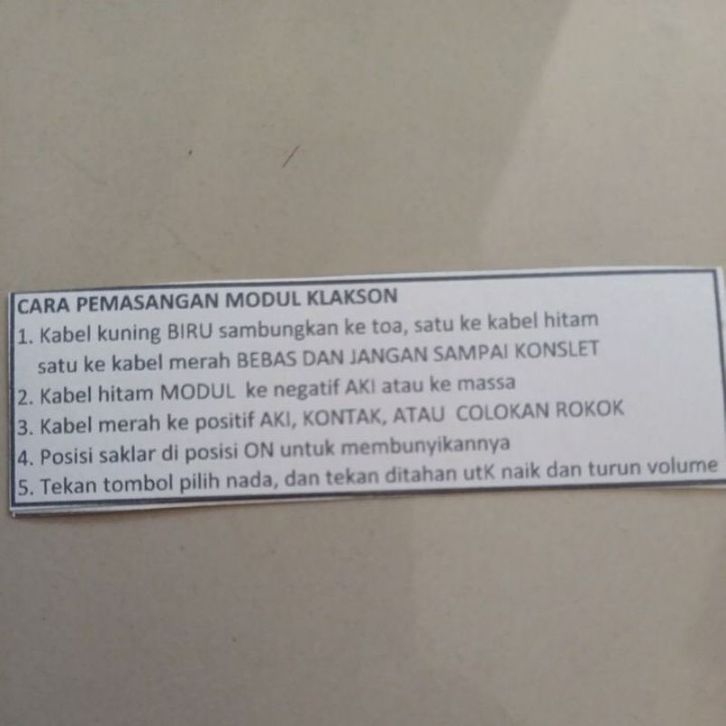 CARA PEMASANGAN MODUL KLAKSON
1. Kabel kuning BIRU sambungkan ke toa, satu ke kabel hitam
satu ke kabel merah BEBAS DAN JANGAN SAMPAI KONSLET
2. Kabel hitam MODUL ke negatif AKI atau ke massa
3. Kabel merah ke positif AKI, KONTAK, ATAU COLOKAN ROKOK
4. Posisi saklar di posisi ON untuk membunyikannya
5. Tekan tombol pilih nada, dan tekan ditahan utK naik dan turun volume